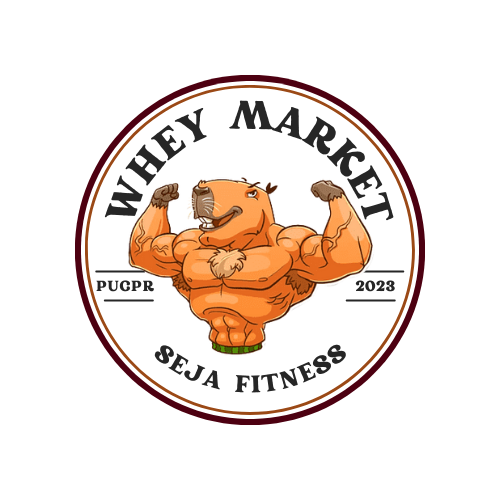 WHEY MARKET
PUGPR
2023
SEJA FITNESS